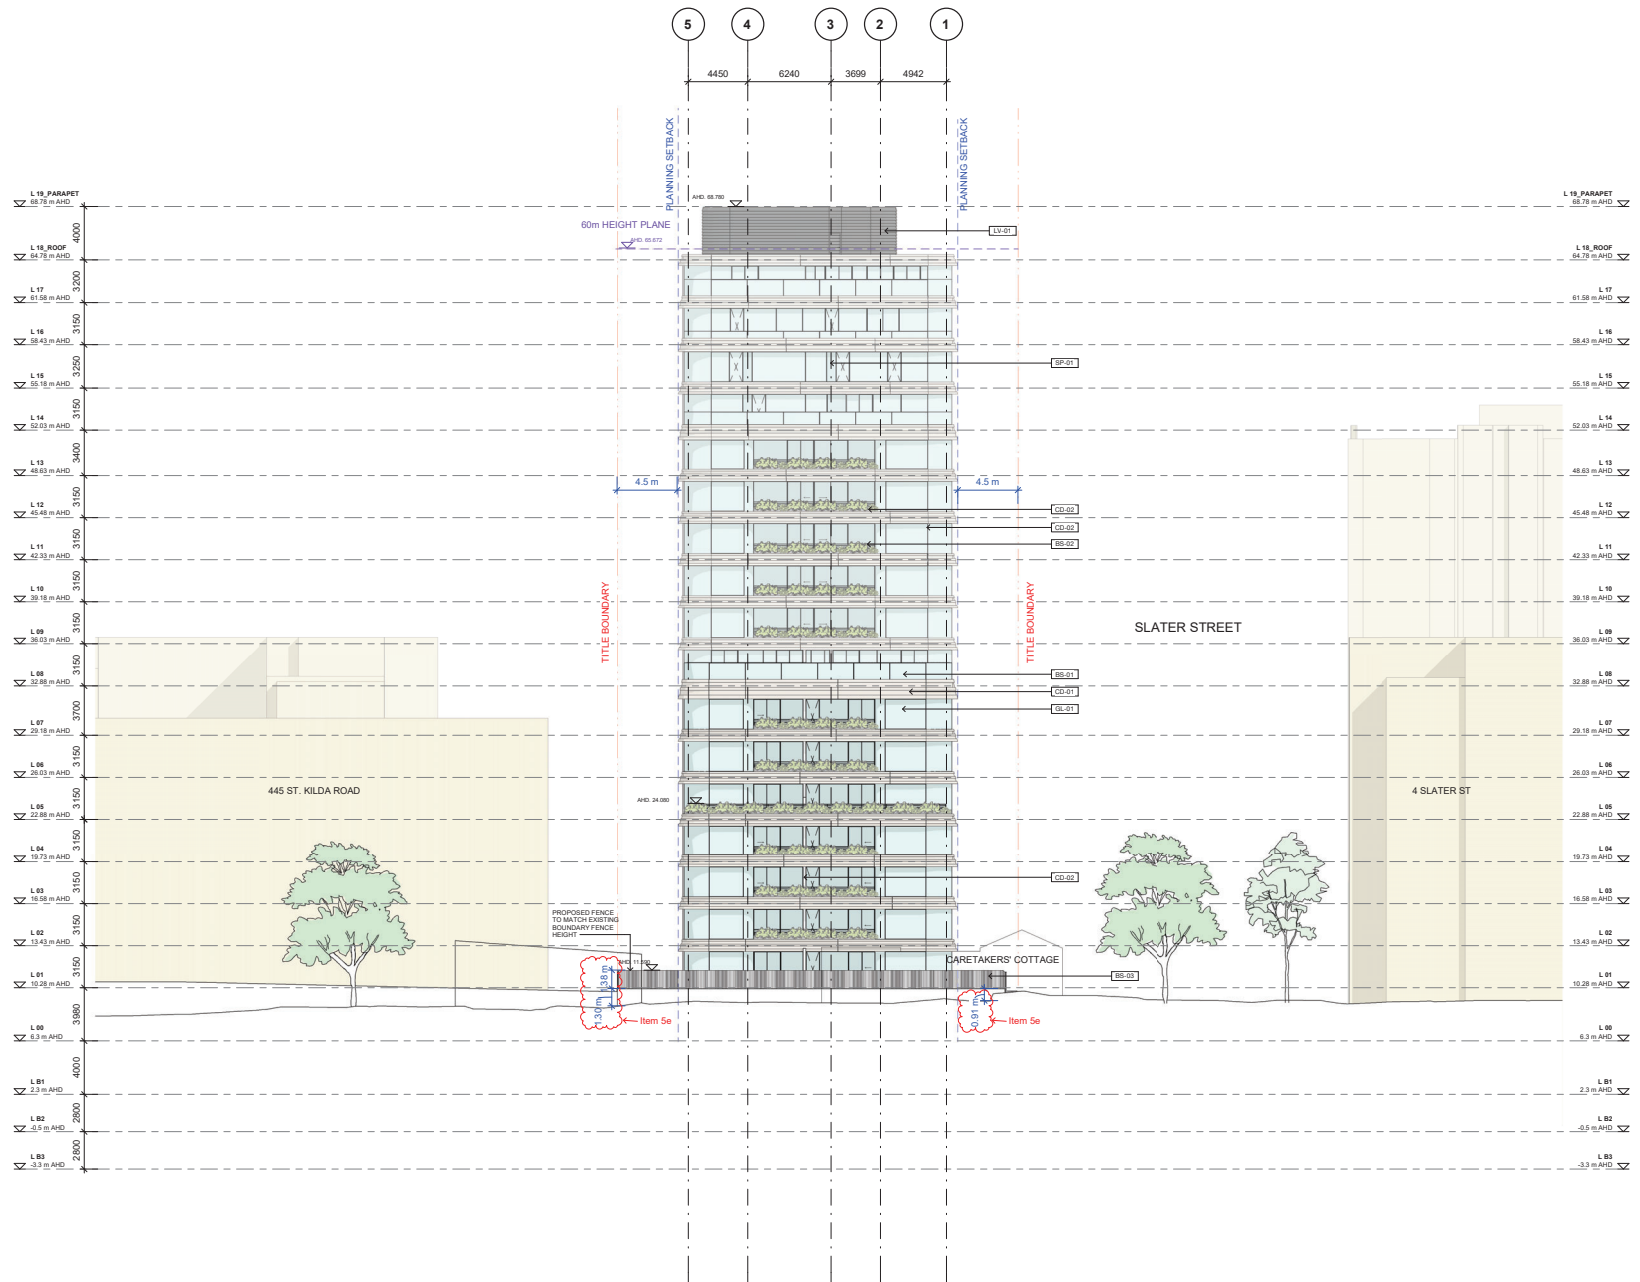 5 4 3 2 1
4450 6240 3699 4942
PLANNING SETBACK
PLANNING SETBACK
L 19_PARAPET
68.78 m AHD
AHD. 68.780
L 19_PARAPET
68.78 m AHD
4000
60m HEIGHT PLANE
AHD. 65.672
LV-01
L 18_ROOF
64.78 m AHD
L 18_ROOF
64.78 m AHD
3200
L 17
61.58 m AHD
L 17
61.58 m AHD
3150
L 16
58.43 m AHD
L 16
58.43 m AHD
3250
SP-01
L 15
55.18 m AHD
L 15
55.18 m AHD
3150
L 14
52.03 m AHD
L 14
52.03 m AHD
3400
L 13
48.63 m AHD
L 13
48.63 m AHD
4.5 m
4.5 m
3150
L 12
45.48 m AHD
CD-02
L 12
45.48 m AHD
3150
CD-02
BS-02
L 11
42.33 m AHD
L 11
42.33 m AHD
3150
L 10
39.18 m AHD
L 10
39.18 m AHD
TITLE BOUNDARY
TITLE BOUNDARY
3150
SLATER STREET
L 09
36.03 m AHD
L 09
36.03 m AHD
3150
BS-01
L 08
32.88 m AHD
L 08
32.88 m AHD
CD-01
3700
GL-01
L 07
29.18 m AHD
L 07
29.18 m AHD
3150
L 06
26.03 m AHD
L 06
26.03 m AHD
3150
445 ST. KILDA ROAD
4 SLATER ST
AHD. 24.080
L 05
22.88 m AHD
L 05
22.88 m AHD
3150
L 04
19.73 m AHD
L 04
19.73 m AHD
3150
CD-02
L 03
16.58 m AHD
L 03
16.58 m AHD
3150
PROPOSED FENCE
TO MATCH EXISTING
BOUNDARY FENCE
HEIGHT
L 02
13.43 m AHD
L 02
13.43 m AHD
3150
CARETAKERS' COTTAGE
1.38 m
BS-03
L 01
10.28 m AHD
L 01
10.28 m AHD
3980
1.30 m
0.91 m
Item 5e
Item 5e
L 00
6.3 m AHD
L 00
6.3 m AHD
4000
L B1
2.3 m AHD
L B1
2.3 m AHD
2800
L B2
-0.5 m AHD
L B2
-0.5 m AHD
2800
L B3
-3.3 m AHD
L B3
-3.3 m AHD